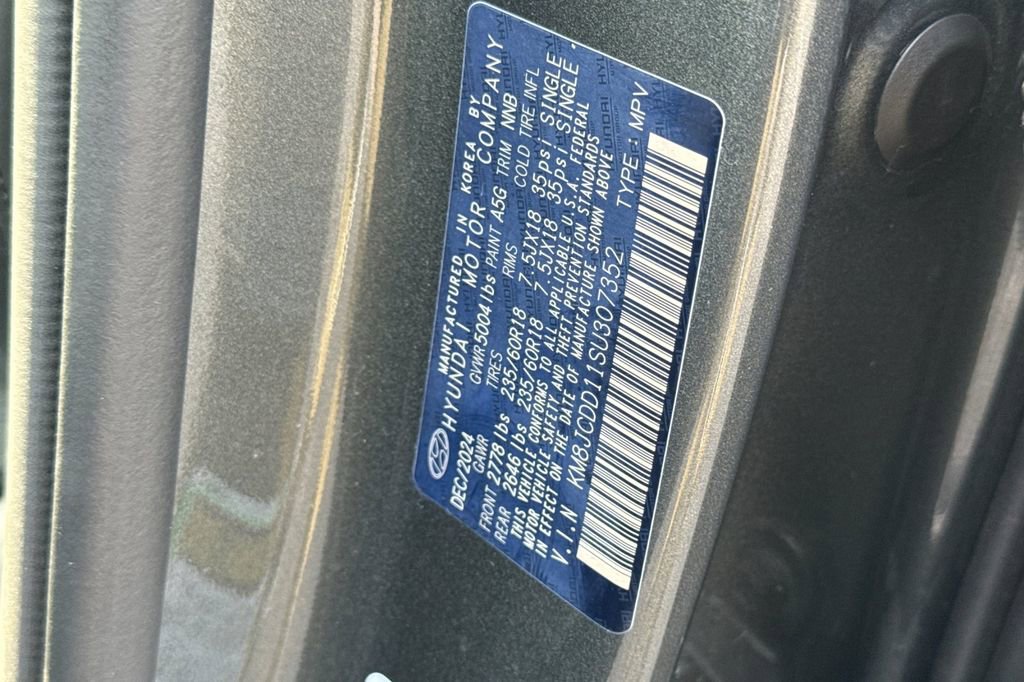 MANUFACTURED IN KOREA BY
HYUNDAI MOTOR COMPANY
DEC/2024 GVWR 5004 lbs PAINT A5G TRIM NNB
GAWR TIRES RIMS COLD TIRE INFL
FRONT 2778 lbs 235/60R18 7.5JX18 35psi SINGLE
REAR 2646 lbs 235/60R18 7.5JX18 35psi SINGLE
THIS VEHICLE CONFORMS TO ALL APPLICABLE U.S.A. FEDERAL
MOTOR VEHICLE SAFETY AND THEFT PREVENTION STANDARDS
IN EFFECT ON THE DATE OF MANUFACTURE SHOWN ABOVE
V.I.N KM8JCDD11SU307352 TYPE:MPV